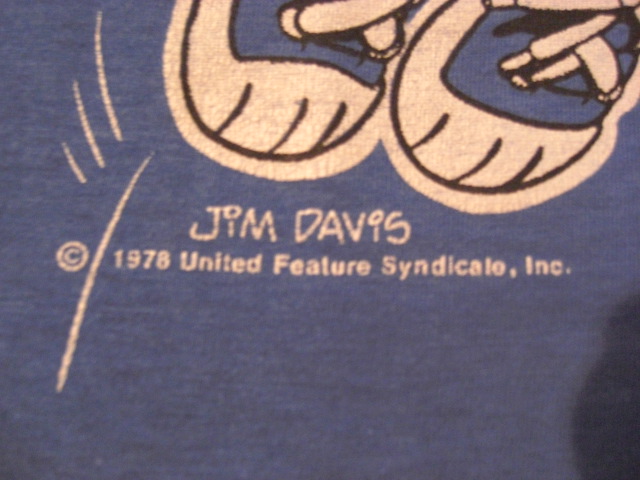 JiM DAViS
© 1978 United Feature Syndicate, Inc.